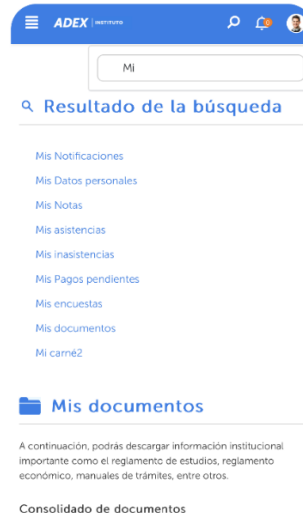 ADEX | INSTITUTO
Mi
Resultado de la búsqueda
Mis Notificaciones
Mis Datos personales
Mis Notas
Mis asistencias
Mis inasistencias
Mis Pagos pendientes
Mis encuestas
Mis documentos
Mi carné2
Mis documentos
A continuación, podrás descargar información institucional
importante como el reglamento de estudios, reglamento
económico, manuales de trámites, entre otros.
Consolidado de documentos